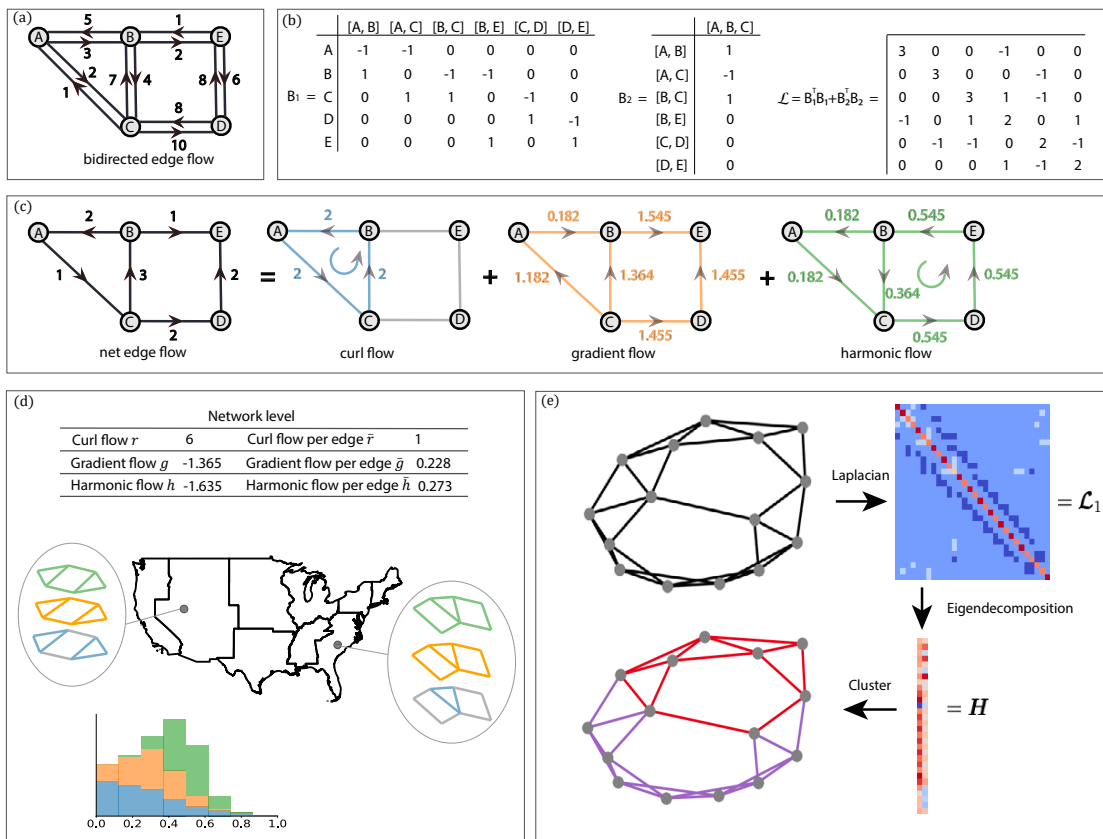 (a)
5 1
A B E
3 2
2 7 4 8 6
1
8
C D
10
bidirected edge flow
(b)
[A, B] [A, C] [B, C] [B, E] [C, D] [D, E]
A -1 -1 0 0 0 0
B 1 0 -1 -1 0 0
B₁ = C 0 1 1 0 -1 0
D 0 0 0 0 1 -1
E 0 0 0 1 0 1
[A, B, C]
[A, B] 1
[A, C] -1
B₂ = [B, C] 1
[B, E] 0
[C, D] 0
[D, E] 0
ℒ = B₁ᵀB₁+B₂ᵀB₂ =
3 0 0 -1 0 0
0 3 0 0 -1 0
0 0 3 1 -1 0
-1 0 1 2 0 1
0 -1 -1 0 2 -1
0 0 0 1 -1 2
(c)
2 1
A B E
1 3 2
C D
2
net edge flow
=
2
A B E
2 2
C D
curl flow
+
0.182 1.545
A B E
1.182 1.364 1.455
C D
1.455
gradient flow
+
0.182 0.545
A B E
0.182 0.364 0.545
C D
0.545
harmonic flow
(d)
Network level
Curl flow r 6 Curl flow per edge r̄ 1
Gradient flow g -1.365 Gradient flow per edge ḡ 0.228
Harmonic flow h -1.635 Harmonic flow per edge h̄ 0.273
0.0 0.2 0.4 0.6 0.8 1.0
(e)
Laplacian
= ℒ₁
Eigendecomposition
Cluster
= H